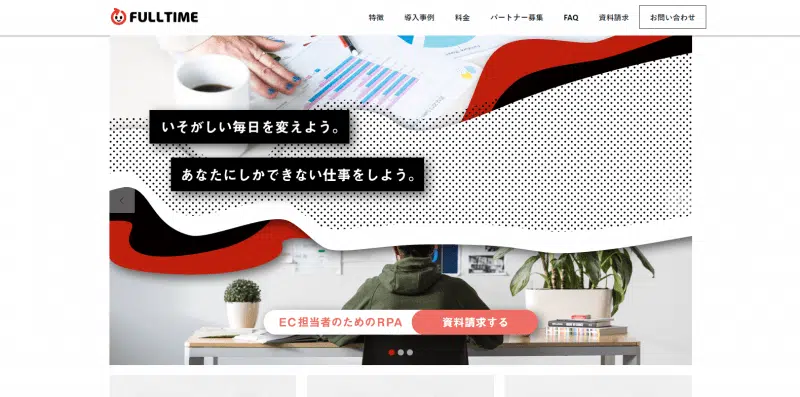 FULLTIME
特徴
導入事例
料金
パートナー募集
FAQ
資料請求
お問い合わせ
いそがしい毎日を変えよう。
あなたにしかできない仕事をしよう。
EC担当者のためのRPA
資料請求する